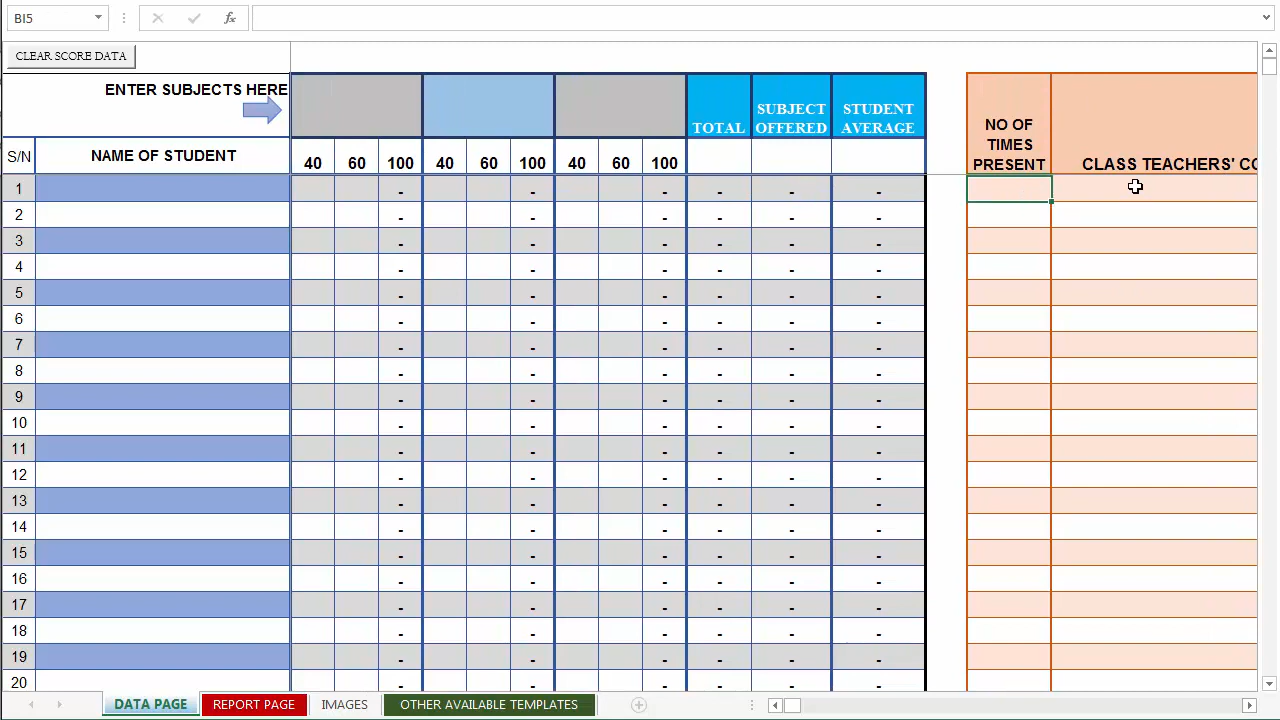 BI5
fx
CLEAR SCORE DATA
ENTER SUBJECTS HERE
TOTAL
SUBJECT
OFFERED
STUDENT
AVERAGE
NO OF
TIMES
PRESENT
CLASS TEACHERS' CO
S/N NAME OF STUDENT 40 60 100 40 60 100 40 60 100
1 - - - - - -
2 - - - - - -
3 - - - - - -
4 - - - - - -
5 - - - - - -
6 - - - - - -
7 - - - - - -
8 - - - - - -
9 - - - - - -
10 - - - - - -
11 - - - - - -
12 - - - - - -
13 - - - - - -
14 - - - - - -
15 - - - - - -
16 - - - - - -
17 - - - - - -
18 - - - - - -
19 - - - - - -
20 - - - - - -
DATA PAGE REPORT PAGE IMAGES OTHER AVAILABLE TEMPLATES